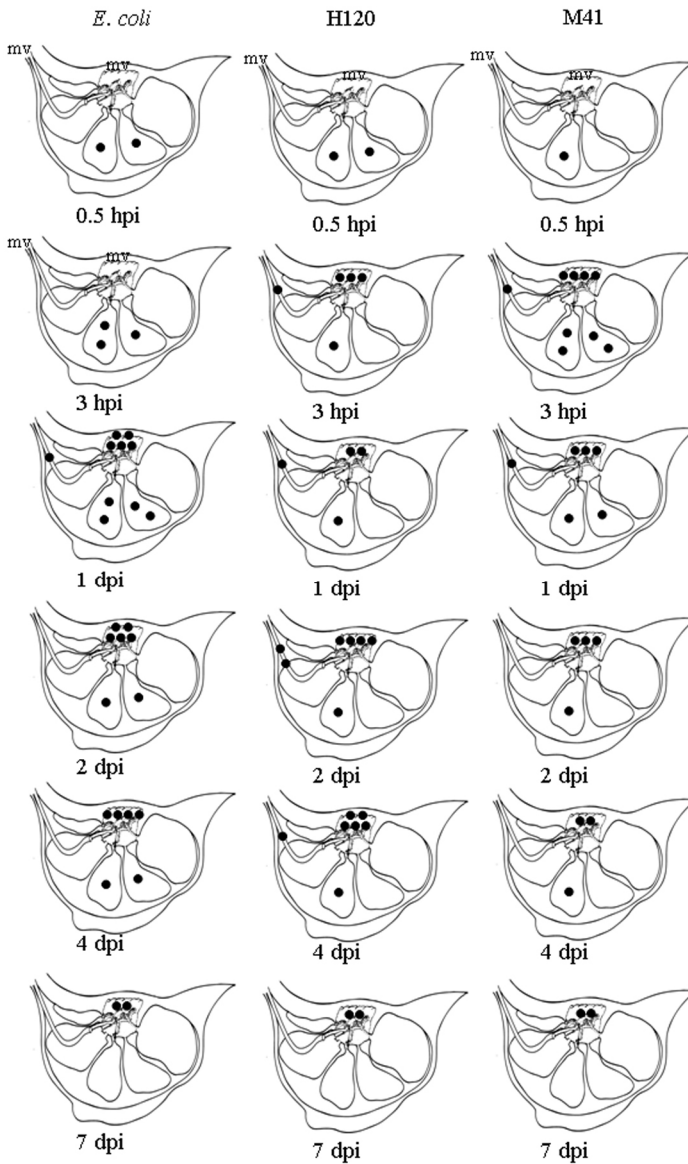 E. coli H120 M41
mv mv mv
mv mv mv
0.5 hpi 0.5 hpi 0.5 hpi
mv mv
3 hpi 3 hpi 3 hpi
1 dpi 1 dpi 1 dpi
2 dpi 2 dpi 2 dpi
4 dpi 4 dpi 4 dpi
7 dpi 7 dpi 7 dpi